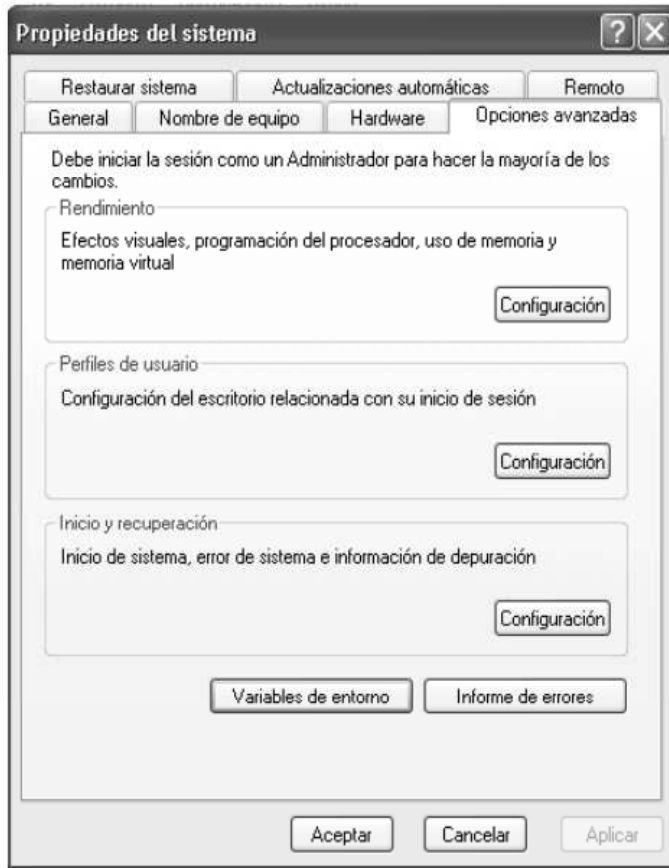 Propiedades del sistema
Restaurar sistema Actualizaciones automáticas Remoto
General Nombre de equipo Hardware Opciones avanzadas
Debe iniciar la sesión como un Administrador para hacer la mayoría de los
cambios.
Rendimiento
Efectos visuales, programación del procesador, uso de memoria y
memoria virtual
Configuración
Perfiles de usuario
Configuración del escritorio relacionada con su inicio de sesión
Configuración
Inicio y recuperación
Inicio de sistema, error de sistema e información de depuración
Configuración
Variables de entorno Informe de errores
Aceptar Cancelar Aplicar